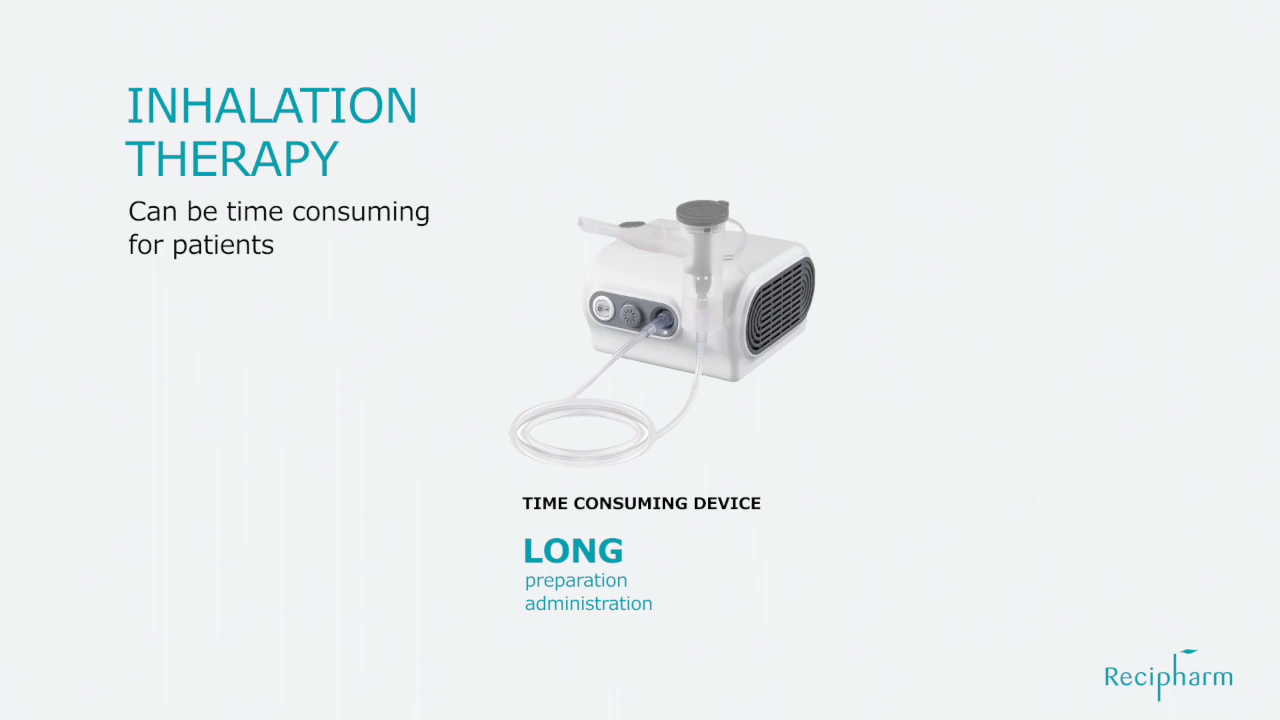 INHALATION
THERAPY
Can be time consuming
for patients
TIME CONSUMING DEVICE
LONG
preparation
administration
Recipharm